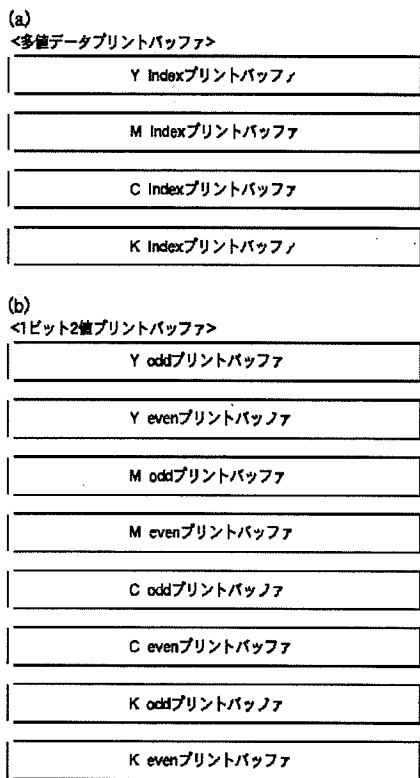 (a)
<多値データプリントバッファ>
Y Indexプリントバッファ
M Indexプリントバッファ
C Indexプリントバッファ
K Indexプリントバッファ
(b)
<1ビット2値プリントバッファ>
Y oddプリントバッファ
Y evenプリントバッファ
M oddプリントバッファ
M evenプリントバッファ
C oddプリントバッファ
C evenプリントバッファ
K oddプリントバッファ
K evenプリントバッファ